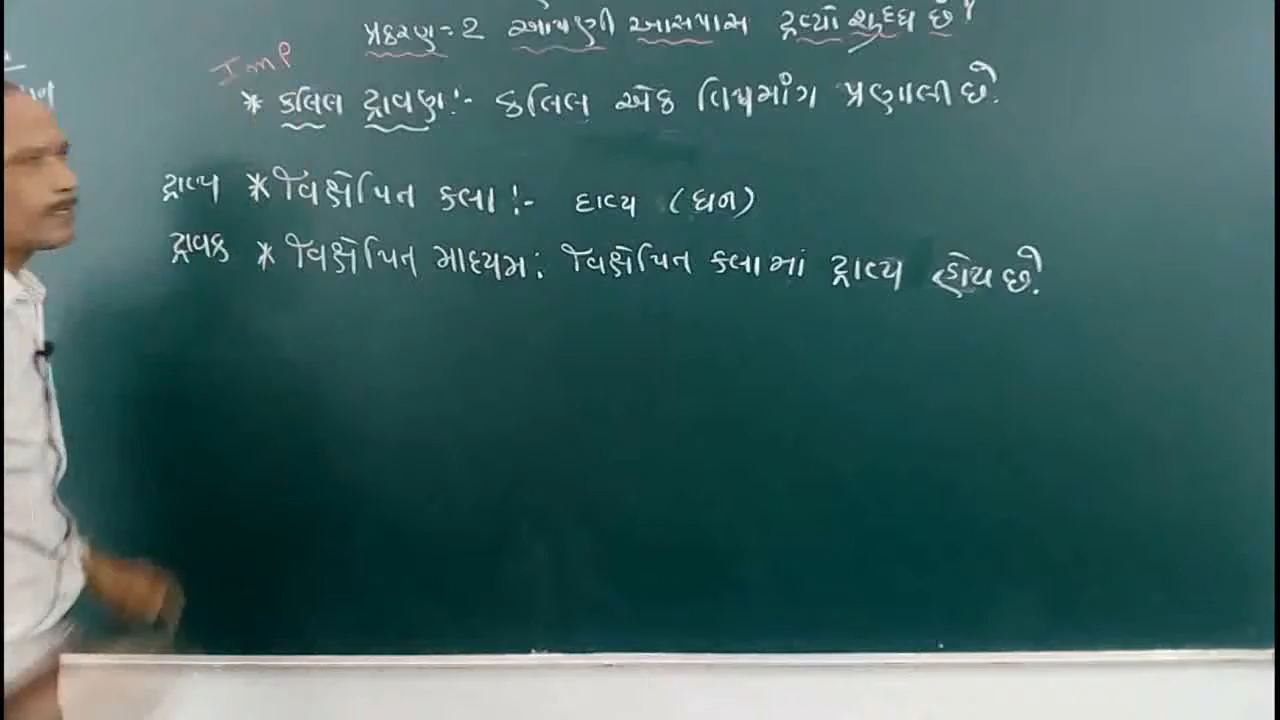 પ્રકરણ = 2 આપણી આસપાસ દ્રવ્યો શુદ્ધ છે?
Imp
* કલિલ દ્રાવણ :- કલિલ એક વિષમાંગ પ્રણાલી છે.
દ્રાવ્ય * વિક્ષેપિત કલા :- દ્રાવ્ય (ઘન)
દ્રાવક * વિક્ષેપિત માધ્યમ : વિક્ષેપિત કલામાં દ્રાવ્ય હોય છે.